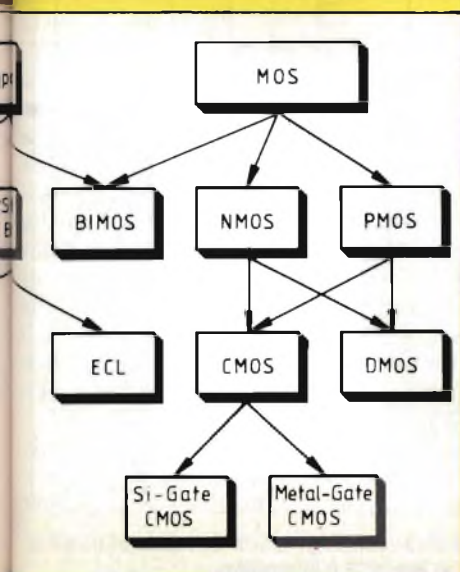 MOS
BIMOS
NMOS
PMOS
ECL
CMOS
DMOS
Si-Gate
CMOS
Metal-Gate
CMOS